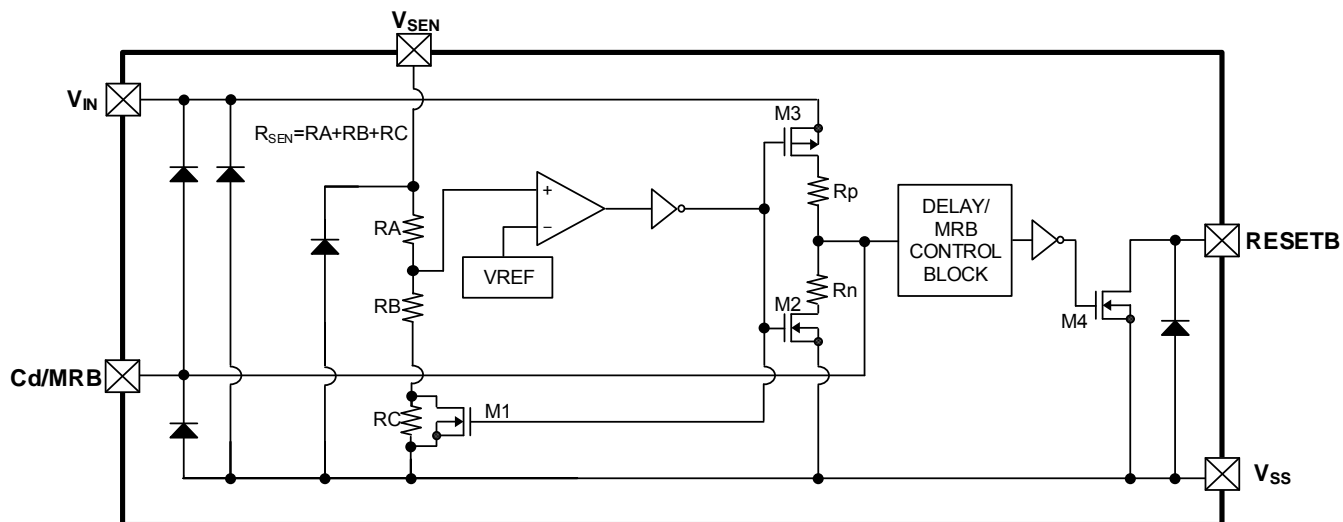 VSEN
VIN
RSEN=RA+RB+RC
M3
Rp
RA
+
−
VREF
DELAY/
MRB
CONTROL
BLOCK
RESETB
RB
Rn
M2
M4
Cd/MRB
RC
M1
VSS